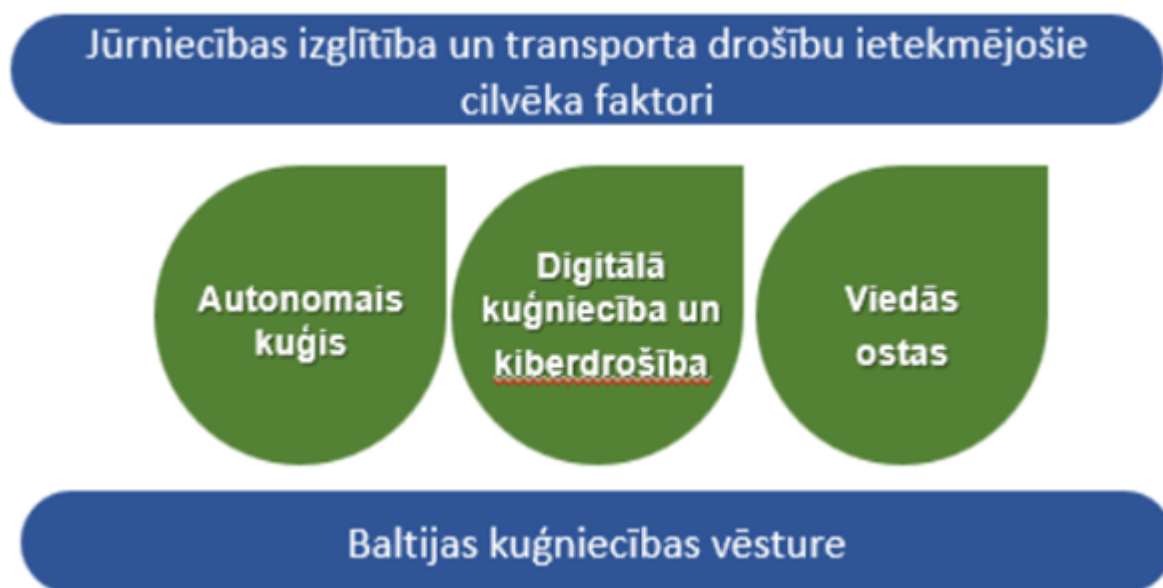 Jūrniecības izglītība un transporta drošību ietekmējošie
cilvēka faktori
Autonomais
kuģis
Digitālā
kuģniecība un
kiberdrošība
Viedās
ostas
Baltijas kuģniecības vēsture